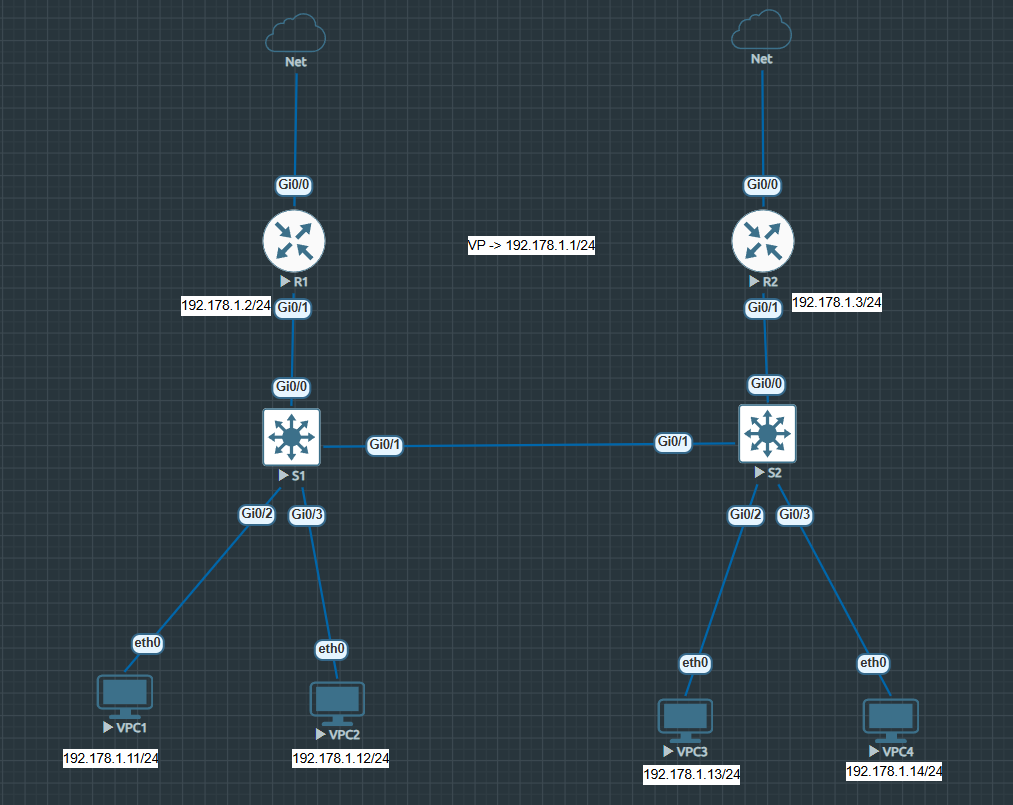 Net
Net
Gi0/0
Gi0/0
VP -> 192.178.1.1/24
R1
R2
192.178.1.2/24
Gi0/1
Gi0/1
192.178.1.3/24
Gi0/0
Gi0/0
Gi0/1
Gi0/1
S1
S2
Gi0/2
Gi0/3
Gi0/2
Gi0/3
eth0
eth0
eth0
eth0
VPC1
VPC2
VPC3
VPC4
192.178.1.11/24
192.178.1.12/24
192.178.1.13/24
192.178.1.14/24